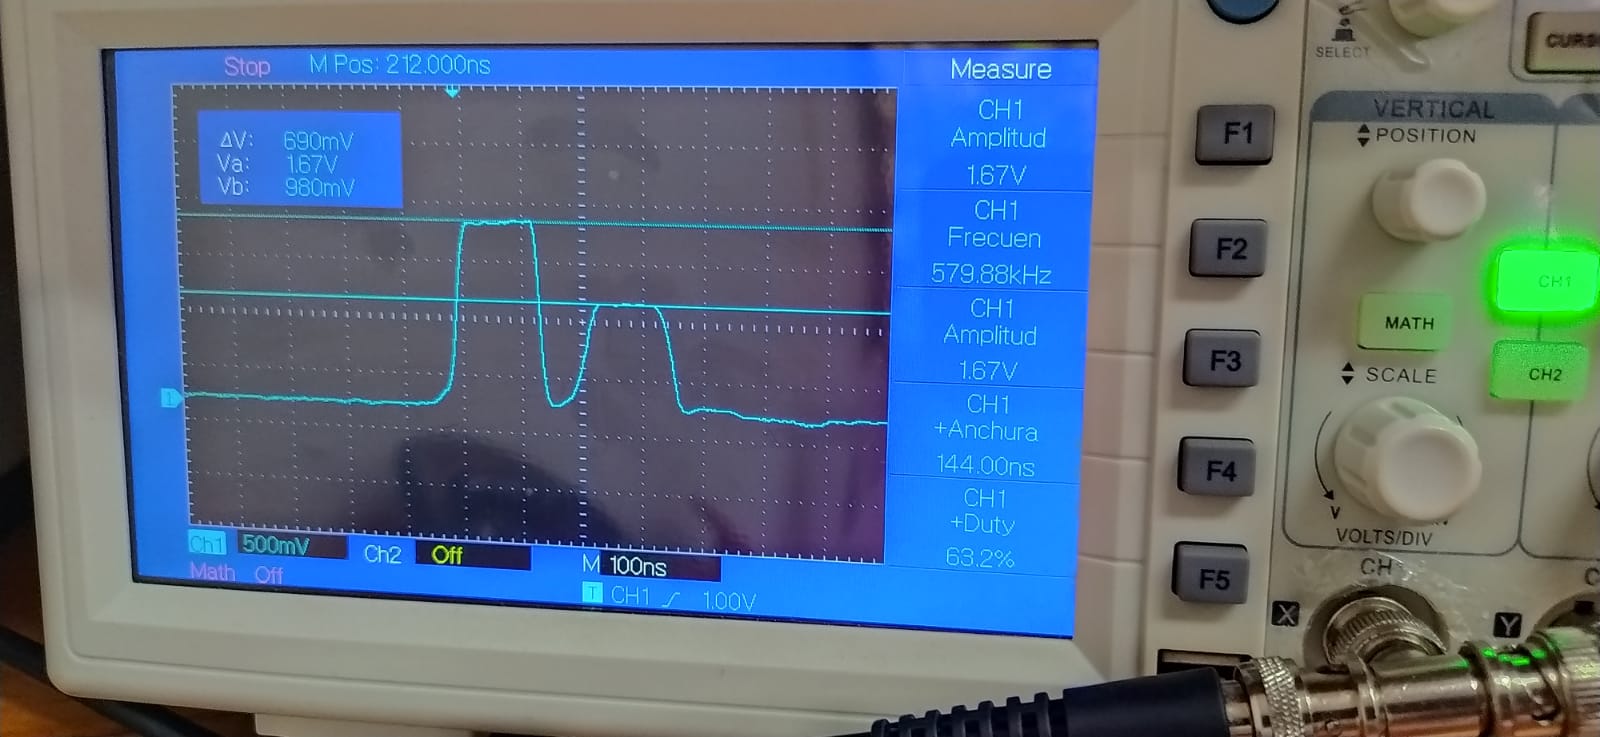 Stop M Pos: 212.000ns
ΔV: 690mV
Va: 1.67V
Vb: 980mV
1
Ch1 500mV Ch2 Off M 100ns
Math Off T CH1 1.00V
Measure
CH1
Amplitud
1.67V
CH1
Frecuen
579.88kHz
CH1
Amplitud
1.67V
CH1
+Anchura
144.00ns
CH1
+Duty
63.2%
F1
F2
F3
F4
F5
SELECT
VERTICAL
POSITION
CH1
MATH
SCALE
CH2
V
VOLTS/DIV
CH
X
Y